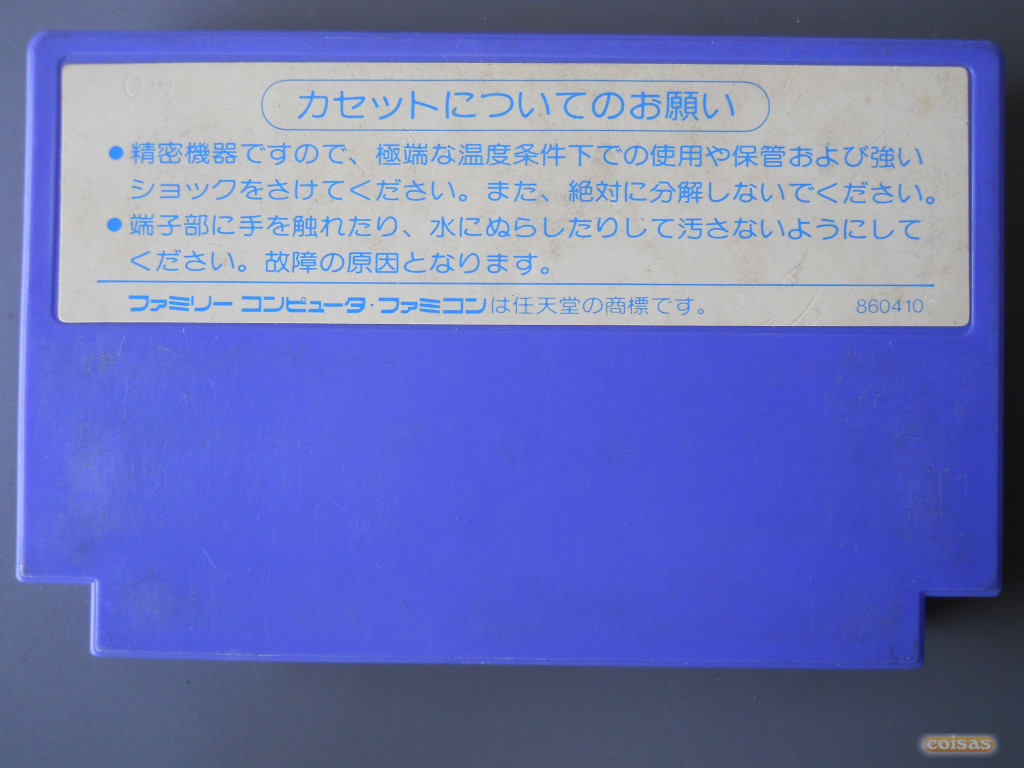 カセットについてのお願い
●精密機器ですので、極端な温度条件下での使用や保管および強い
ショックをさけてください。また、絶対に分解しないでください。
●端子部に手を触れたり、水にぬらしたりして汚さないようにして
ください。故障の原因となります。
ファミリー コンピュータ・ファミコンは任天堂の商標です。 860410
coisas